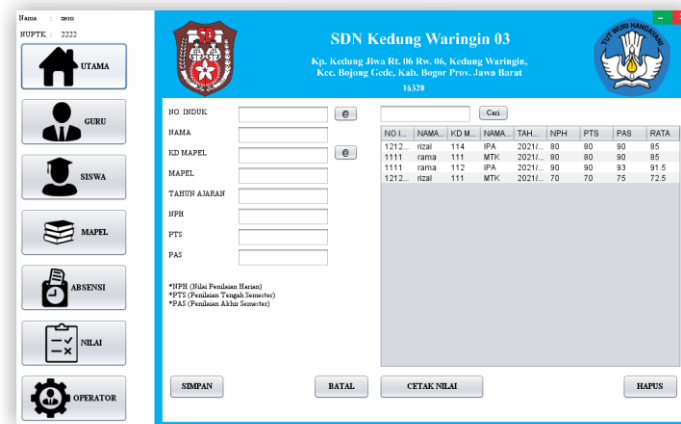 Nama : zero
NUPTK : 2222
UTAMA
GURU
SISWA
MAPEL
ABSENSI
NILAI
OPERATOR
SD
TUT WURI HANDAYANI
SDN Kedung Waringin 03
Kp. Kedung Jiwa Rt. 06 Rw. 06, Kedung Waringin,
Kec. Bojong Gede, Kab. Bogor Prov. Jawa Barat
16320
NO. INDUK @
NAMA
KD MAPEL @
MAPEL
TAHUN AJARAN
NPH
PTS
PAS
*NPH (Nilai Penilaian Harian)
*PTS (Penilaian Tengah Semester)
*PAS (Penilaian Akhir Semester)
SIMPAN BATAL
Cari
NO I... NAMA... KD M... NAMA... TAH... NPH PTS PAS RATA
1212... rizal 114 IPA 2021/... 80 80 90 85
1111 rama 111 MTK 2021/... 80 80 90 85
1111 rama 112 IPA 2021/... 90 90 93 91.5
1212... rizal 111 MTK 2021/... 70 70 75 72.5
CETAK NILAI HAPUS